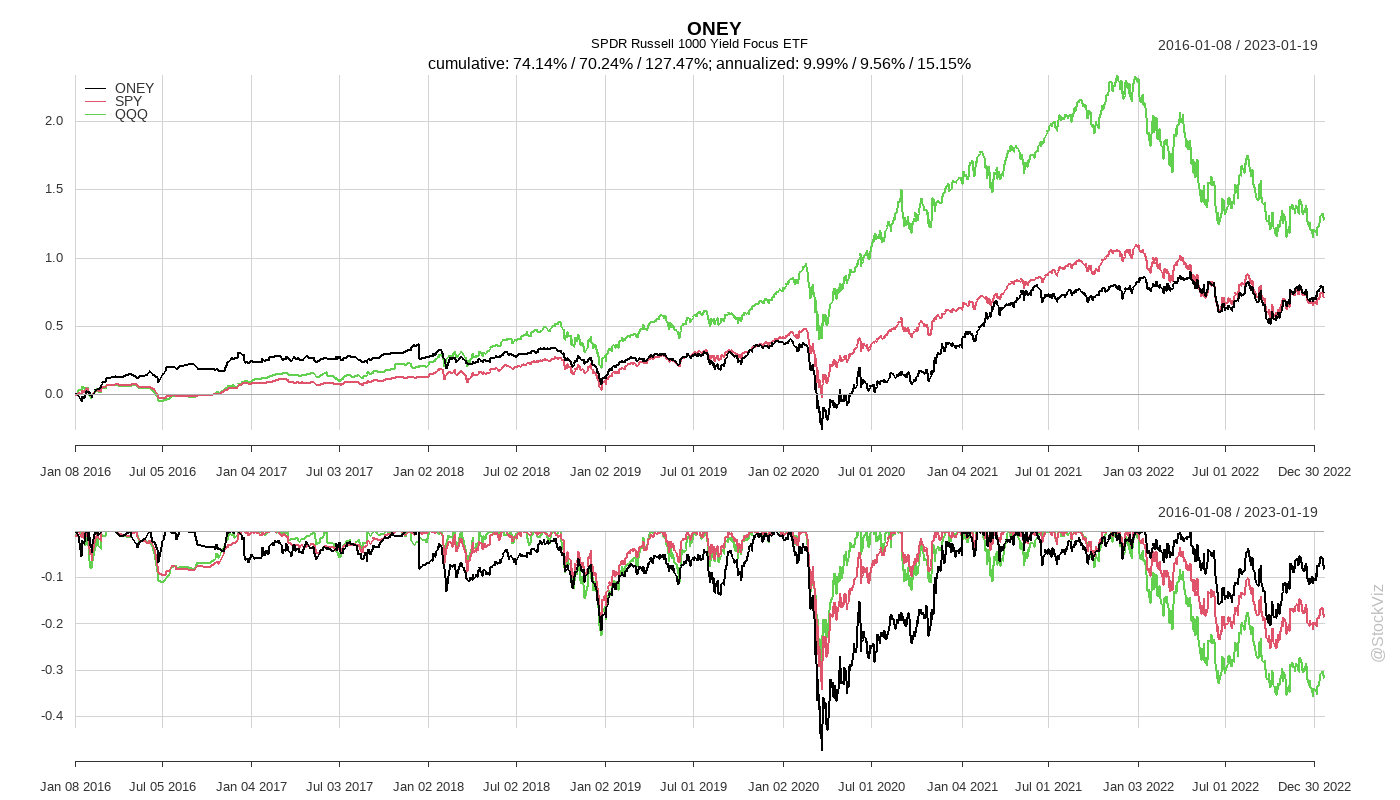 ONEY
SPDR Russell 1000 Yield Focus ETF
2016-01-08 / 2023-01-19
cumulative: 74.14% / 70.24% / 127.47%; annualized: 9.99% / 9.56% / 15.15%
ONEY
SPY
QQQ
2.0
1.5
1.0
0.5
0.0
Jan 08 2016 Jul 05 2016 Jan 04 2017 Jul 03 2017 Jan 02 2018 Jul 02 2018 Jan 02 2019 Jul 01 2019 Jan 02 2020 Jul 01 2020 Jan 04 2021 Jul 01 2021 Jan 03 2022 Jul 01 2022 Dec 30 2022
2016-01-08 / 2023-01-19
-0.1
-0.2
-0.3
-0.4
Jan 08 2016 Jul 05 2016 Jan 04 2017 Jul 03 2017 Jan 02 2018 Jul 02 2018 Jan 02 2019 Jul 01 2019 Jan 02 2020 Jul 01 2020 Jan 04 2021 Jul 01 2021 Jan 03 2022 Jul 01 2022 Dec 30 2022
@StockViz